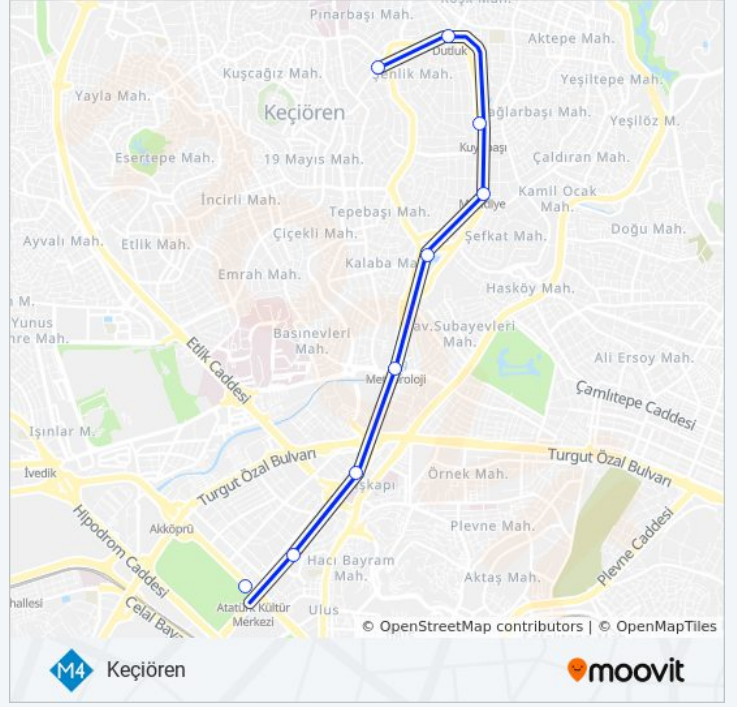 Pınarbaşı Mah.
Aktepe Mah.
Dutluk
Kuşcağız Mah.
Şenlik Mah.
Yeşiltepe Mah.
Yayla Mah.
Keçiören
Bağlarbaşı Mah.
Yeşilöz M.
Esertepe Mah.
19 Mayıs Mah.
Çaldıran Mah.
İncirli Mah.
Kamil Ocak
Mah.
Tepebaşı Mah.
Çiçekli Mah.
Şefkat Mah.
Doğu Mah.
Ayvalı Mah.
Etlik Mah.
Kalaba
Emrah Mah.
Hasköy Mah.
Yunus
Basınevleri
Mah.
av.Subayevleri
Mah.
Etlik Caddesi
Ali Ersoy Mah.
Çamlıtepe Caddesi
Işınlar M.
Turgut Özal Bulvarı
Turgut Özal Bulvarı
İvedik
Örnek Mah.
Hipodrom Caddesi
Akköprü
Plevne Mah.
Plevne Caddesi
Hacı Bayram
Mah.
Aktaş Mah.
hallesi
Celal Baya
Atatürk Kültür
Merkezi
Ulus
© OpenStreetMap contributors | © OpenMapTiles
M4 Keçiören
moovit